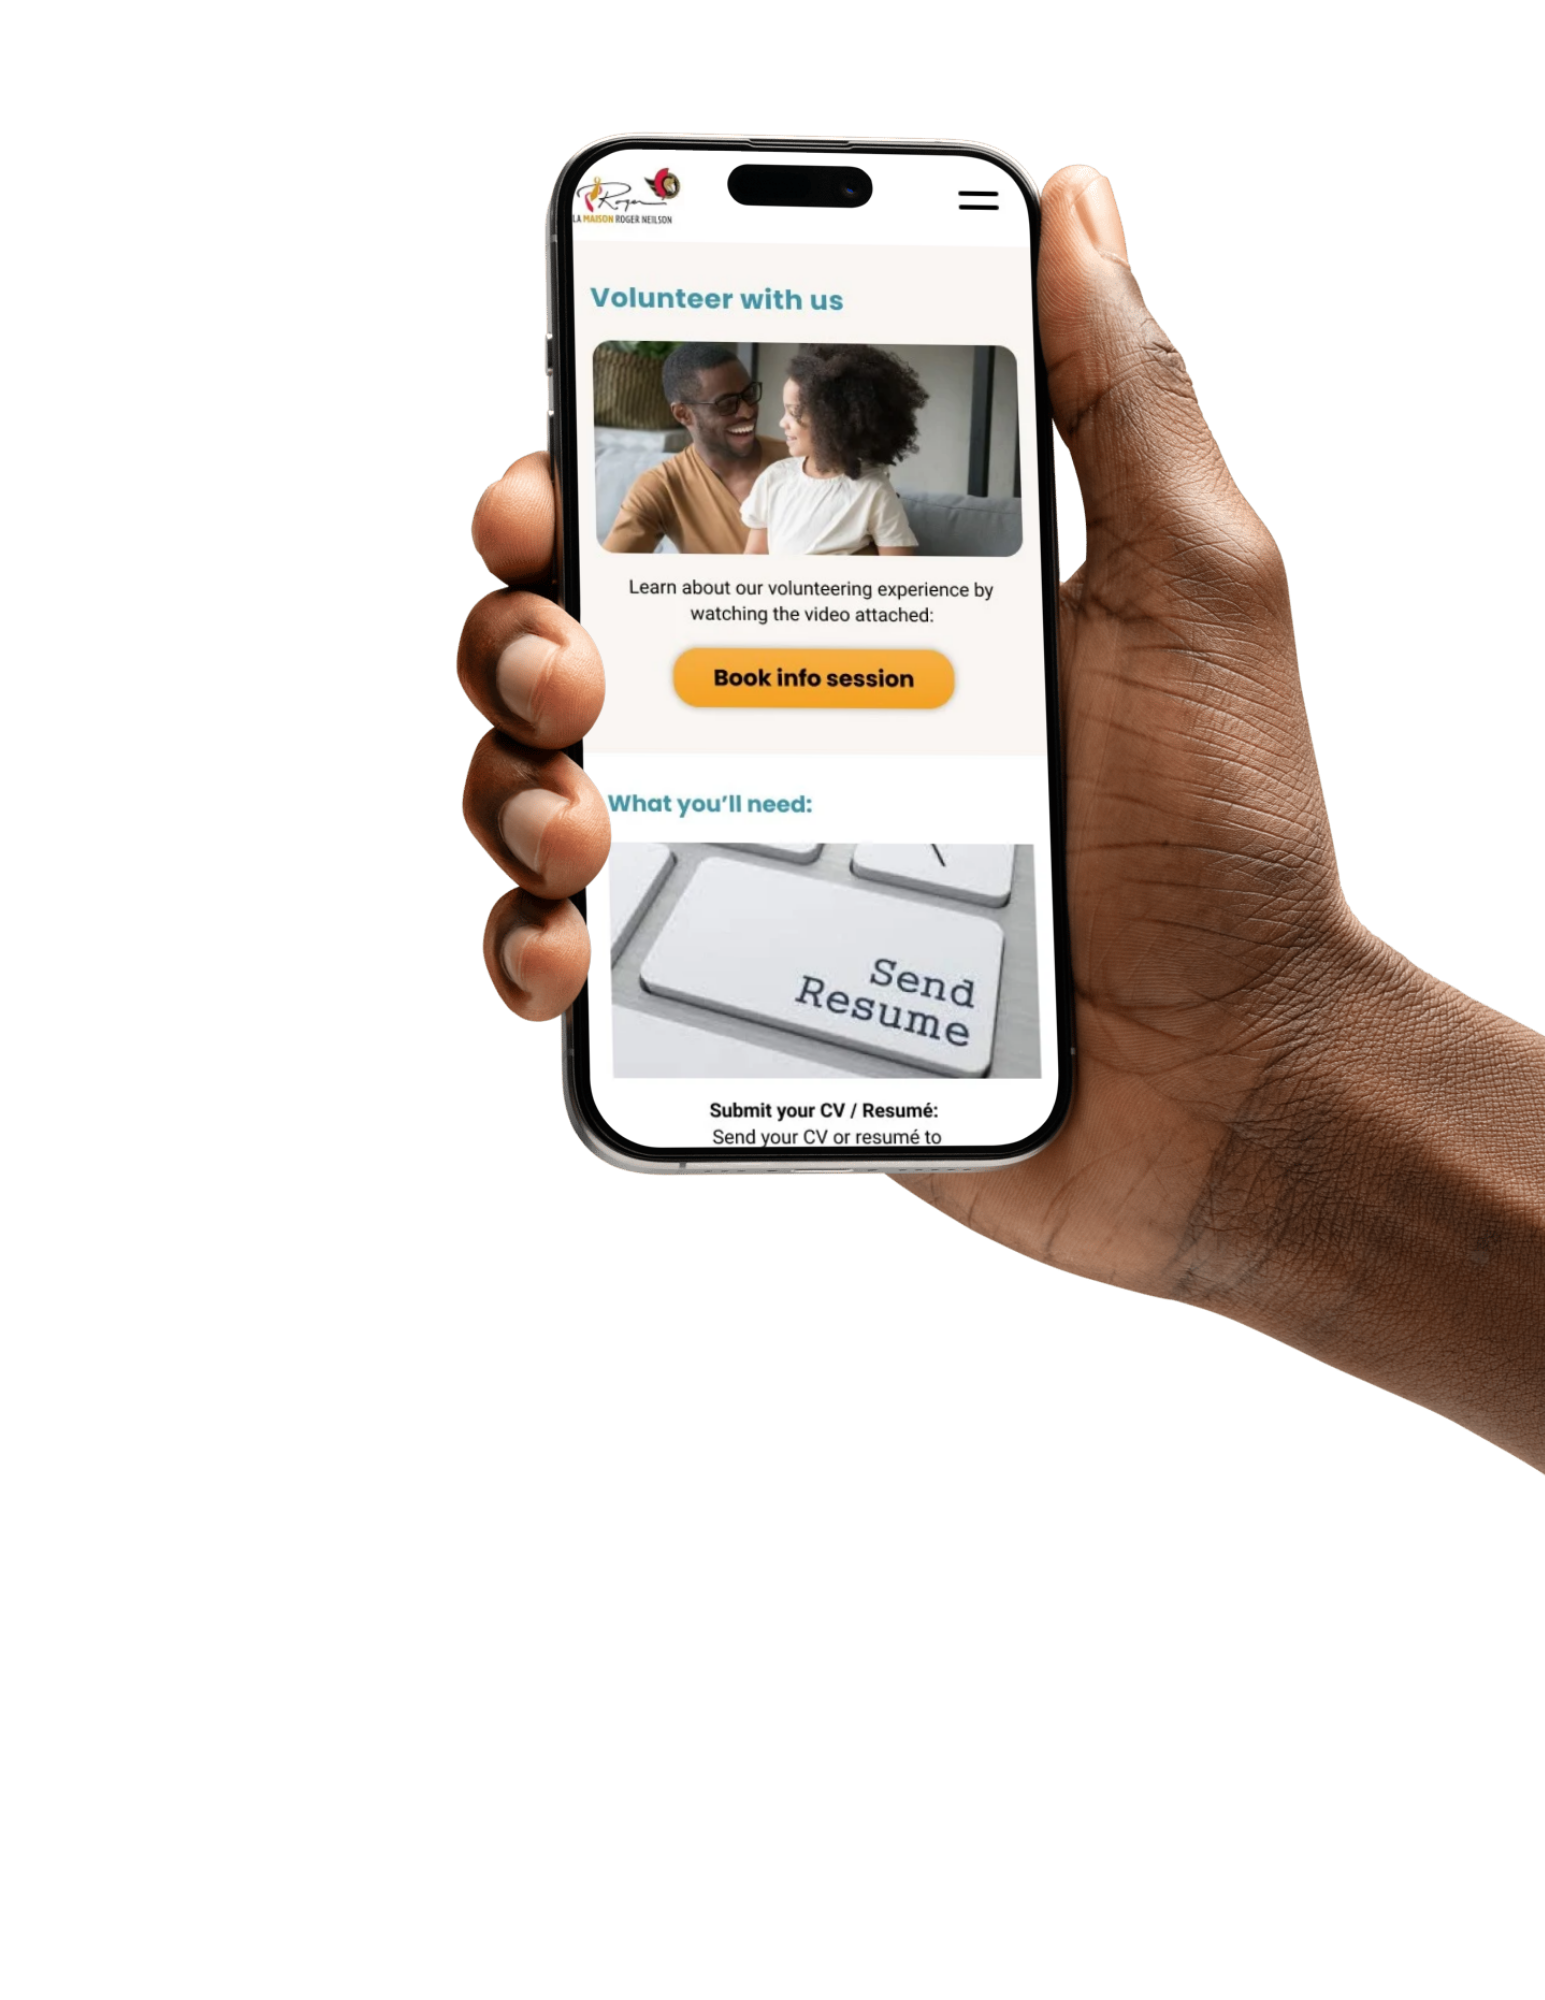 Roger
LA MAISON ROGER NEILSON
Volunteer with us
Learn about our volunteering experience by
watching the video attached:
Book info session
What you’ll need:
Send
Resume
Submit your CV / Resumé:
Send your CV or resumé to